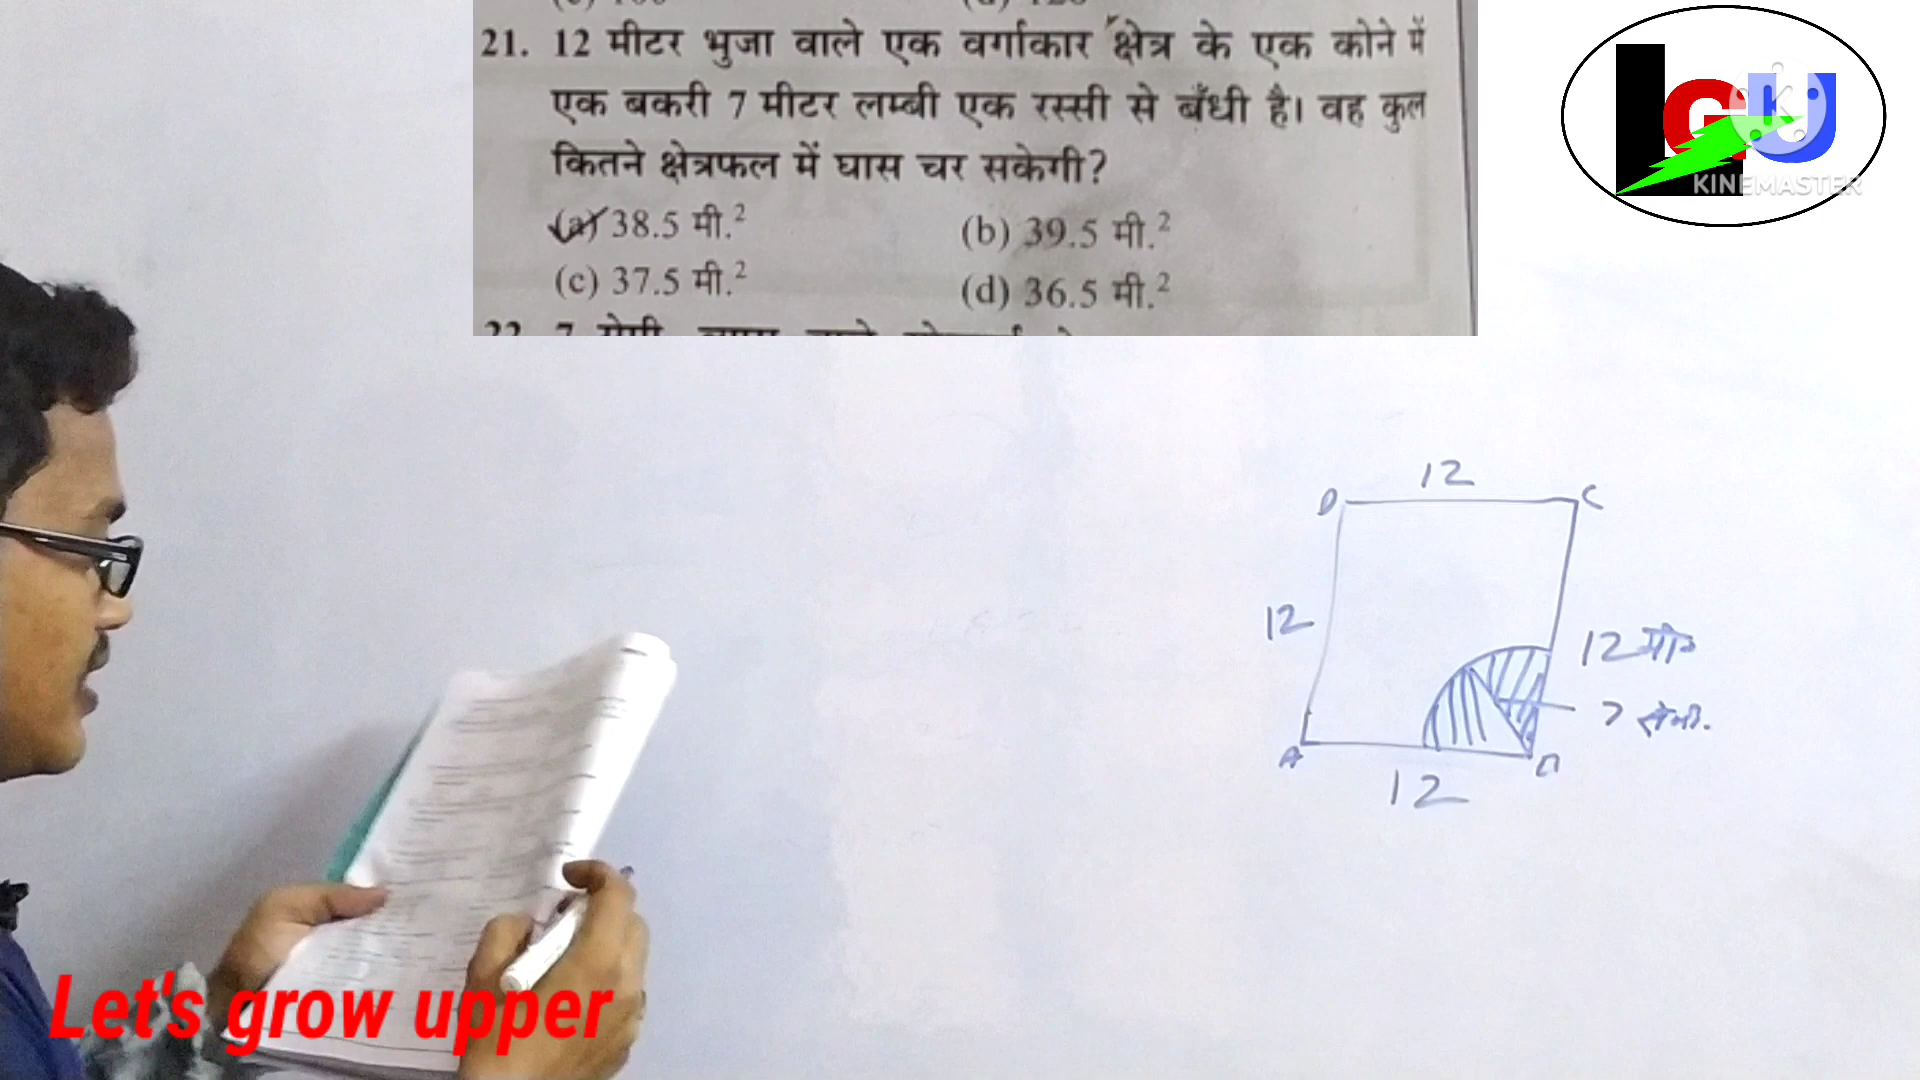 21. 12 मीटर भुजा वाले एक वर्गाकार क्षेत्र के एक कोने में
एक बकरी 7 मीटर लम्बी एक रस्सी से बँधी है। वह कुल
कितने क्षेत्रफल में घास चर सकेगी?
(a) 38.5 मी.² (b) 39.5 मी.²
(c) 37.5 मी.² (d) 36.5 मी.²
LGU
KINEMASTER
12
D C
12
12
7
A
12
Let's grow upper